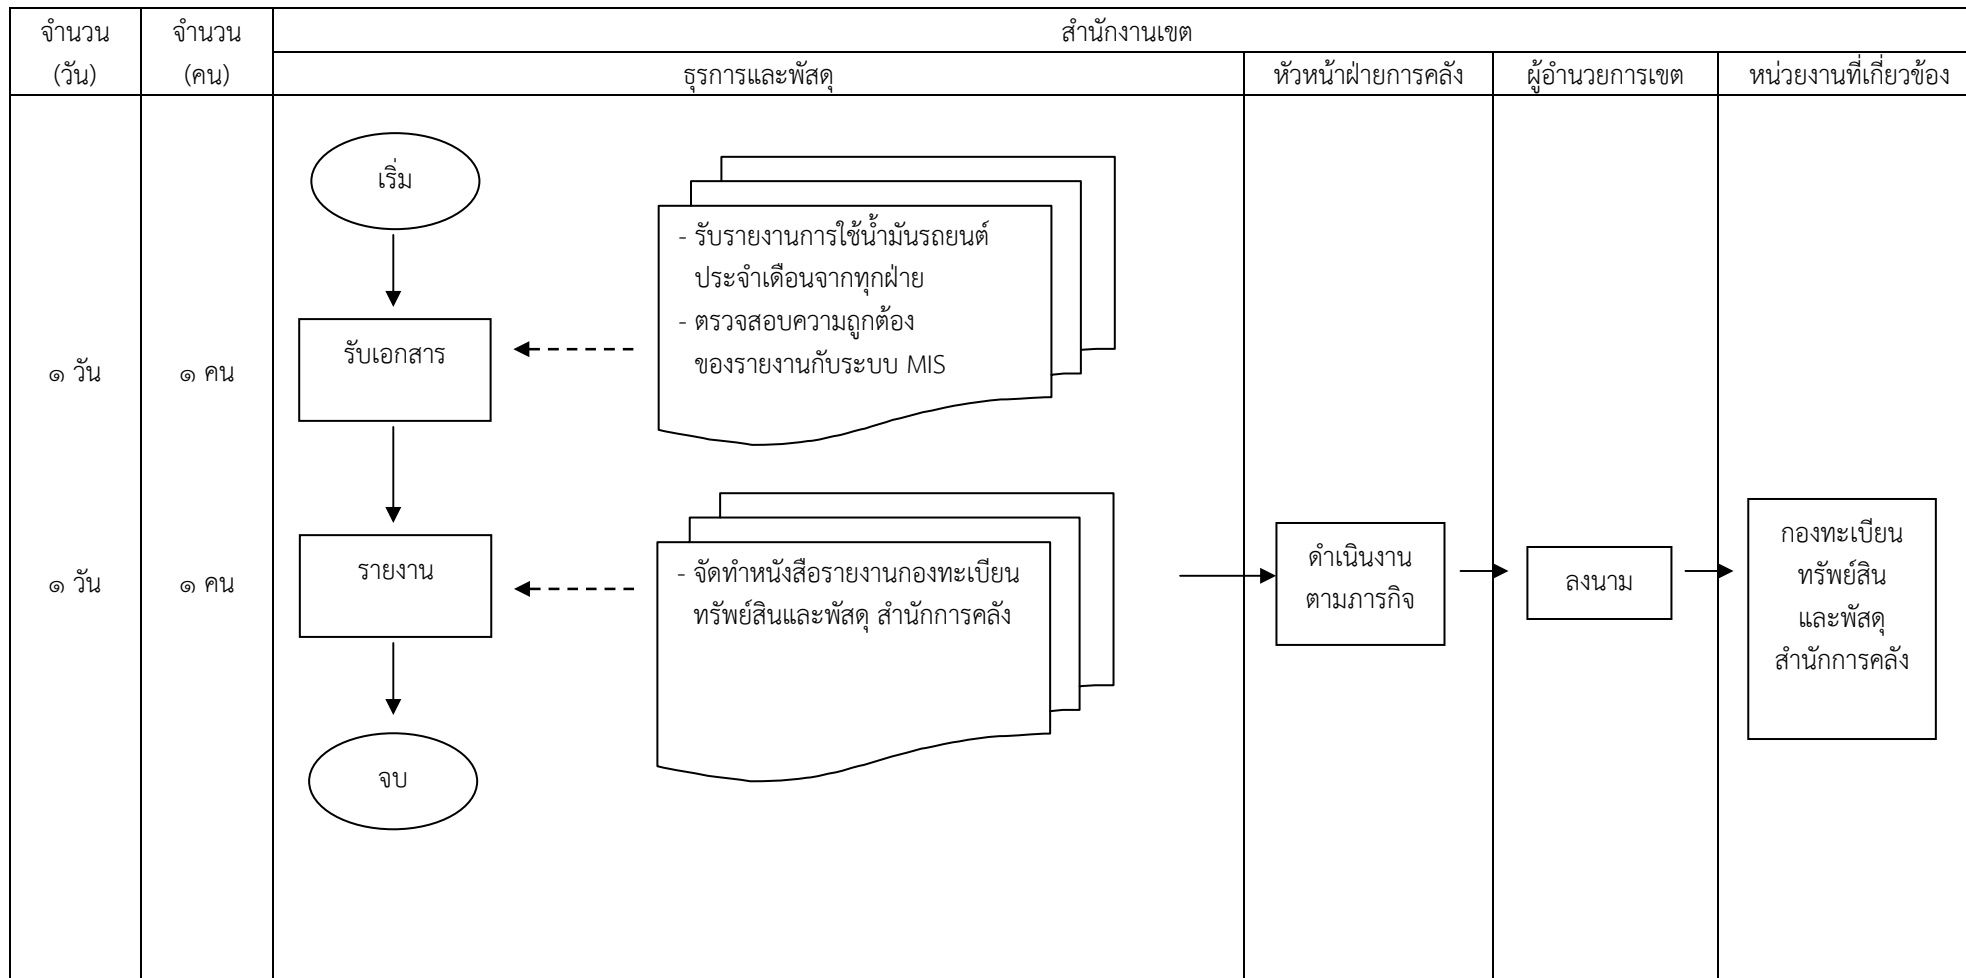 จำนวน
(วัน)
จำนวน
(คน)
สำนักงานเขต
ธุรการและพัสดุ
หัวหน้าฝ่ายการคลัง
ผู้อำนวยการเขต
หน่วยงานที่เกี่ยวข้อง
เริ่ม
- รับรายงานการใช้น้ำมันรถยนต์
ประจำเดือนจากทุกฝ่าย
- ตรวจสอบความถูกต้อง
ของรายงานกับระบบ MIS
๑ วัน
๑ คน
รับเอกสาร
๑ วัน
๑ คน
รายงาน
- จัดทำหนังสือรายงานกองทะเบียน
ทรัพย์สินและพัสดุ สำนักการคลัง
ดำเนินงาน
ตามภารกิจ
ลงนาม
กองทะเบียน
ทรัพย์สิน
และพัสดุ
สำนักการคลัง
จบ